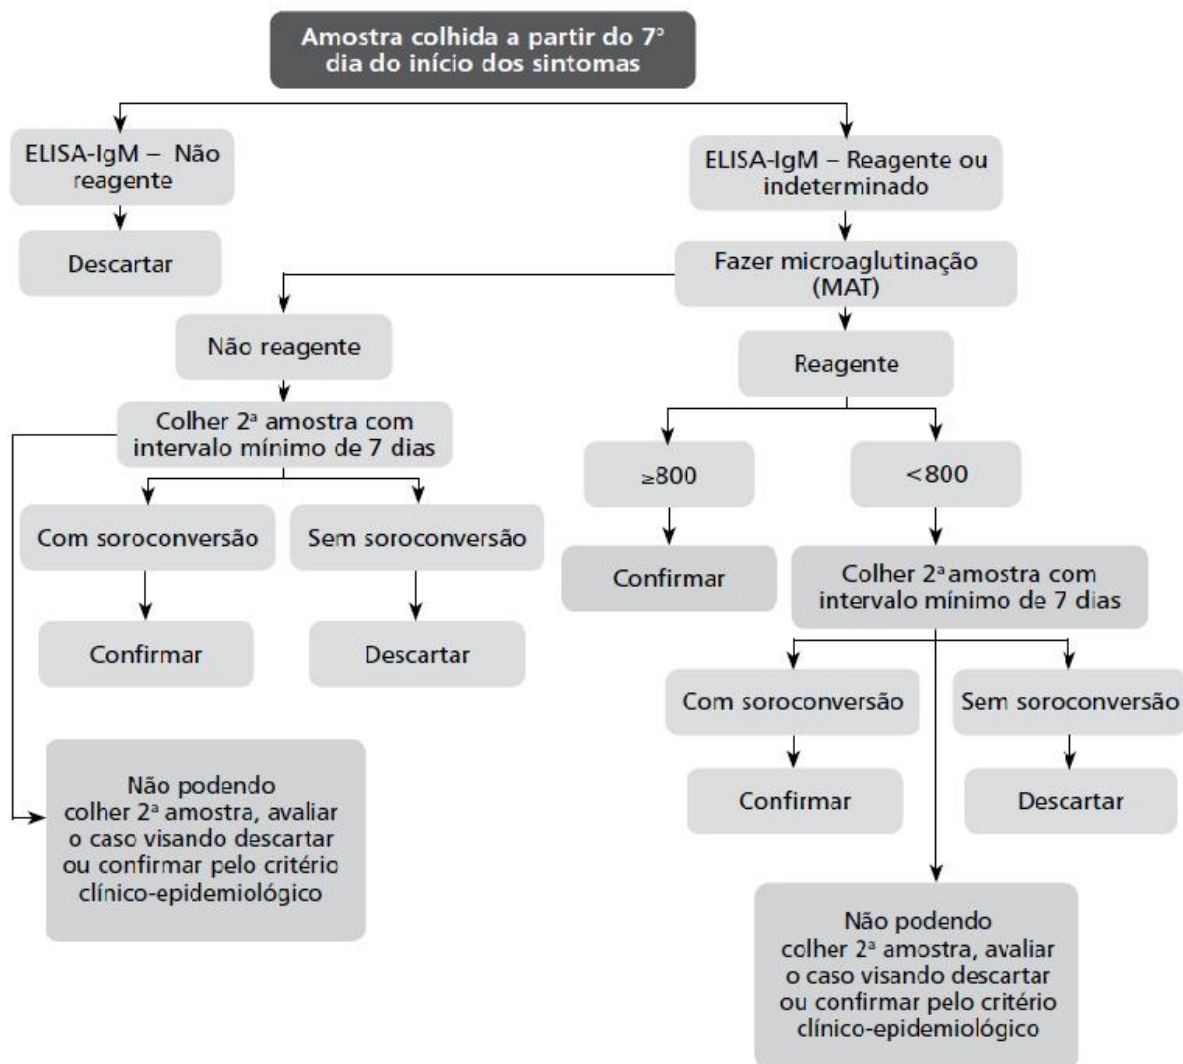 Amostra colhida a partir do 7°
dia do início dos sintomas
ELISA-IgM – Não
reagente
Descartar
ELISA-IgM – Reagente ou
indeterminado
Fazer microaglutinação
(MAT)
Não reagente
Colher 2ª amostra com
intervalo mínimo de 7 dias
Com soroconversão
Confirmar
Sem soroconversão
Descartar
Não podendo
colher 2ª amostra, avaliar
o caso visando descartar
ou confirmar pelo critério
clínico-epidemiológico
Reagente
≥800
Confirmar
<800
Colher 2ª amostra com
intervalo mínimo de 7 dias
Com soroconversão
Confirmar
Sem soroconversão
Descartar
Não podendo
colher 2ª amostra, avaliar
o caso visando descartar
ou confirmar pelo critério
clínico-epidemiológico